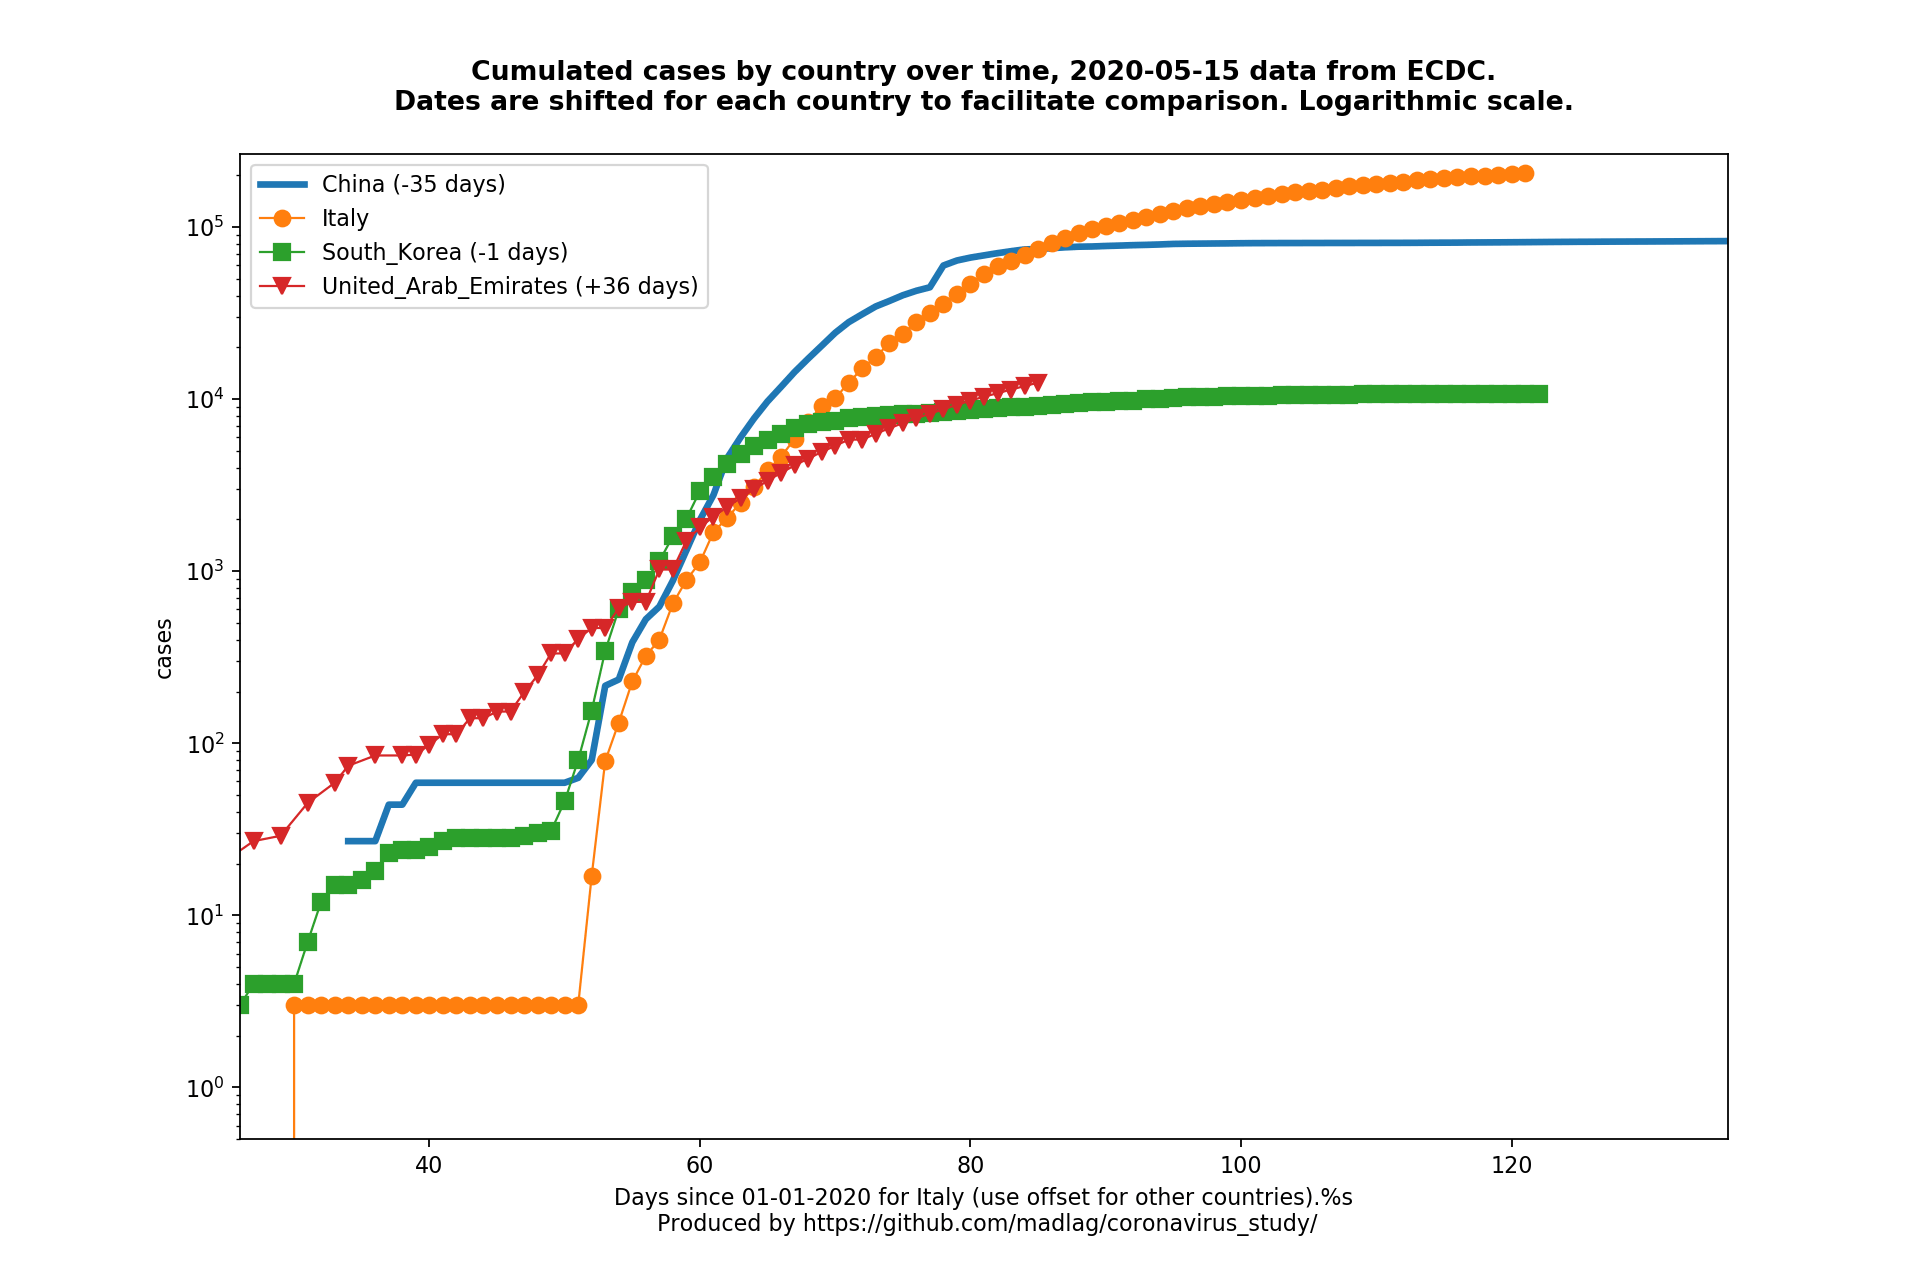 Cumulated cases by country over time, 2020-05-15 data from ECDC.
Dates are shifted for each country to facilitate comparison. Logarithmic scale.
China (-35 days)
Italy
South_Korea (-1 days)
United_Arab_Emirates (+36 days)
10^5
10^4
10^3
10^2
10^1
10^0
cases
40 60 80 100 120
Days since 01-01-2020 for Italy (use offset for other countries).%s
Produced by https://github.com/madlag/coronavirus_study/